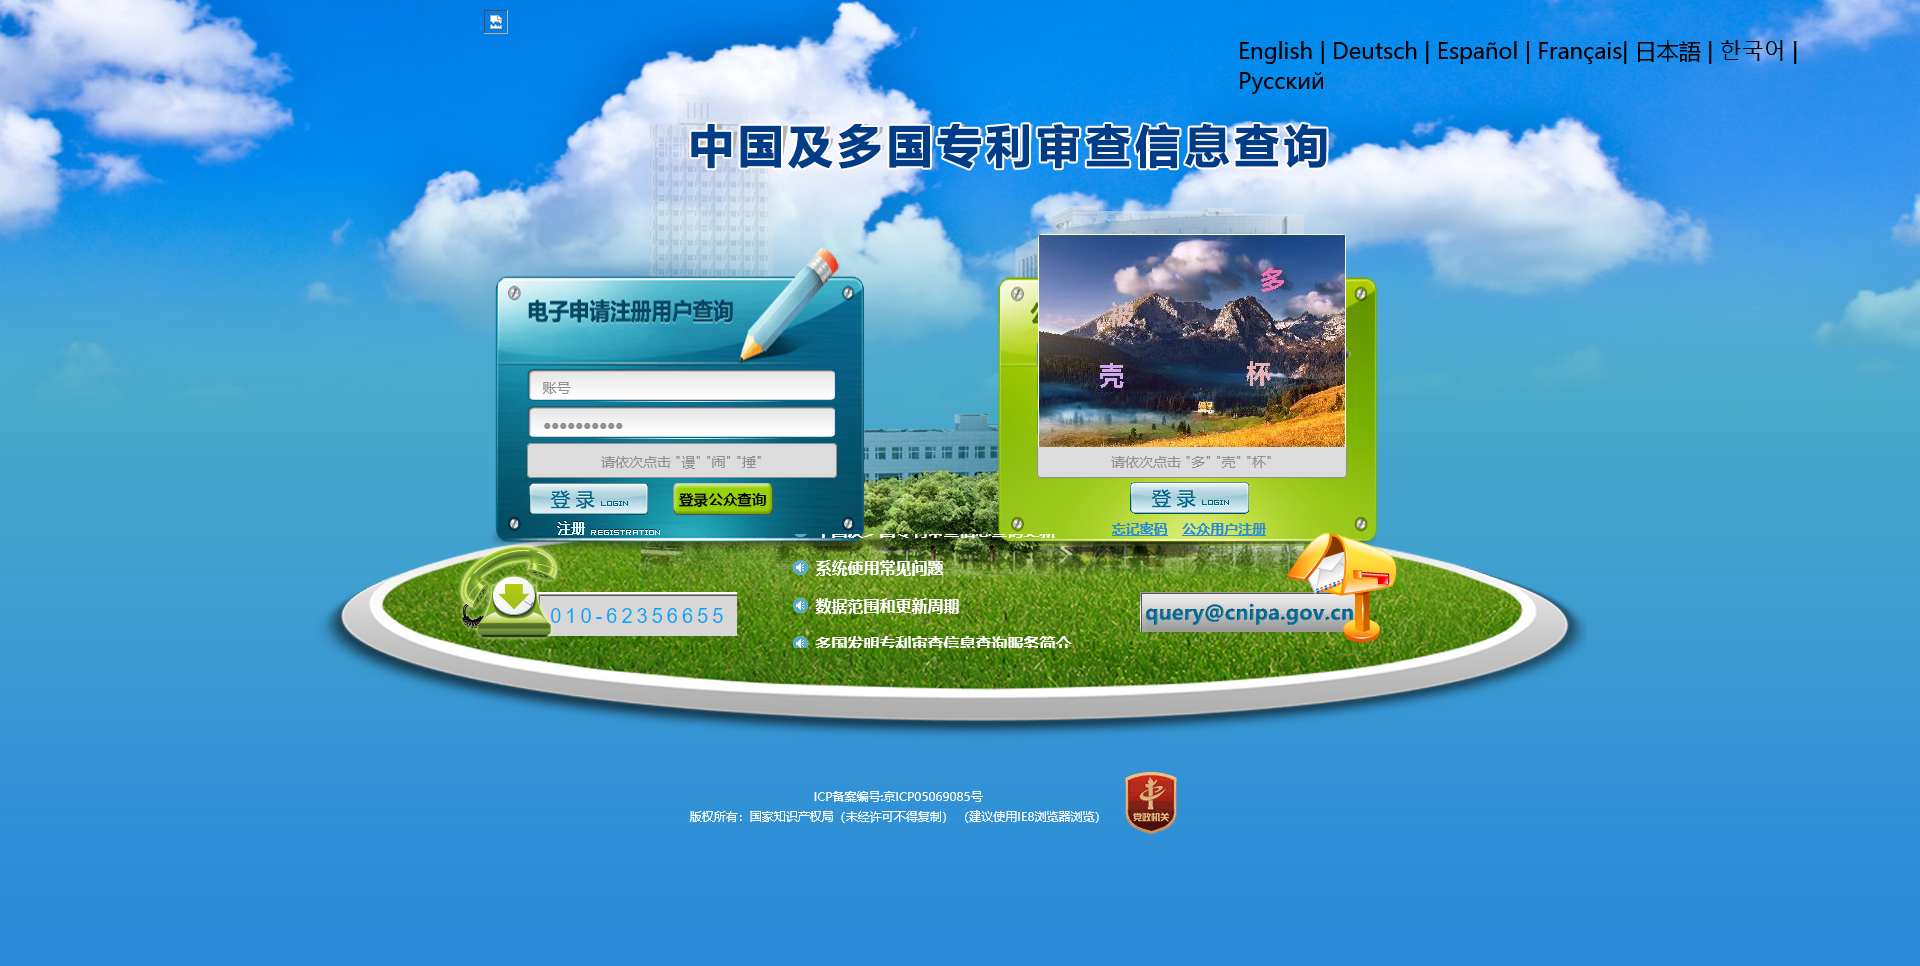 English | Deutsch | Español | Français| 日本語 | 한국어 |
Русский
中国及多国专利审查信息查询
电子申请注册用户查询
账号
请依次点击 "谩" "闹" "捶"
登录 LOGIN
登录公众查询
注册 REGISTRATION
多
壳
杯
请依次点击 "多" "壳" "杯"
登录 LOGIN
忘记密码 公众用户注册
系统使用常见问题
数据范围和更新周期
多国发明专利审查信息查询服务简介
010-62356655
query@cnipa.gov.cn
ICP备案编号:京ICP05069085号
版权所有：国家知识产权局（未经许可不得复制） （建议使用IE8浏览器浏览）
党政机关